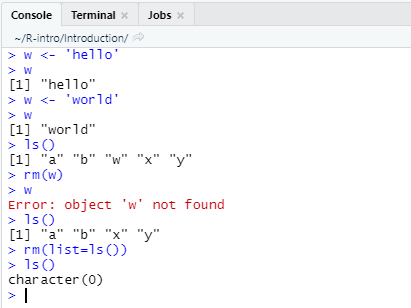 Console Terminal × Jobs ×
~/R-intro/Introduction/
> w <- 'hello'
> w
[1] "hello"
> w <- 'world'
> w
[1] "world"
> ls()
[1] "a" "b" "w" "x" "y"
> rm(w)
> w
Error: object 'w' not found
> ls()
[1] "a" "b" "x" "y"
> rm(list=ls())
> ls()
character(0)
>